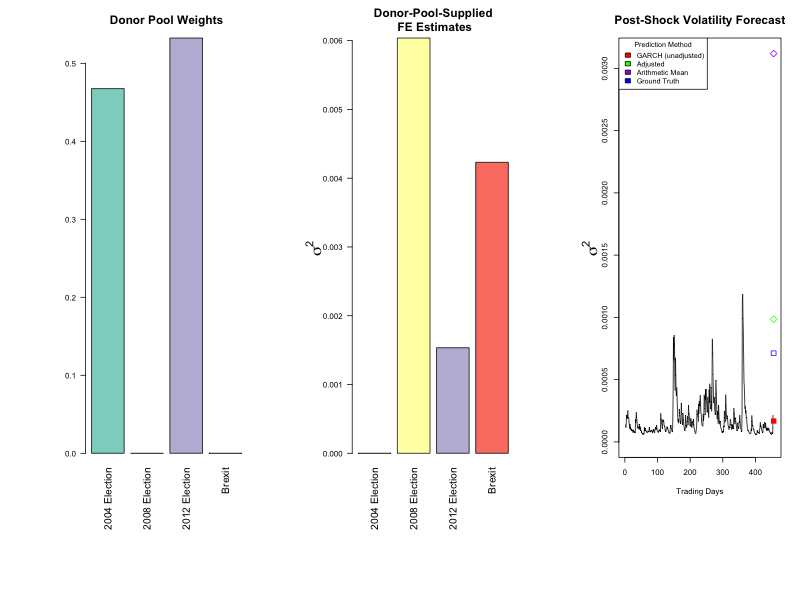 Donor Pool Weights
0.5
0.4
0.3
0.2
0.1
0.0
2004 Election
2008 Election
2012 Election
Brexit
Donor-Pool-Supplied
FE Estimates
σ²
0.006
0.005
0.004
0.003
0.002
0.001
0.000
2004 Election
2008 Election
2012 Election
Brexit
Post-Shock Volatility Forecast
Prediction Method
GARCH (unadjusted)
Adjusted
Arithmetic Mean
Ground Truth
σ²
0.0030
0.0025
0.0020
0.0015
0.0010
0.0005
0.0000
0
100
200
300
400
Trading Days